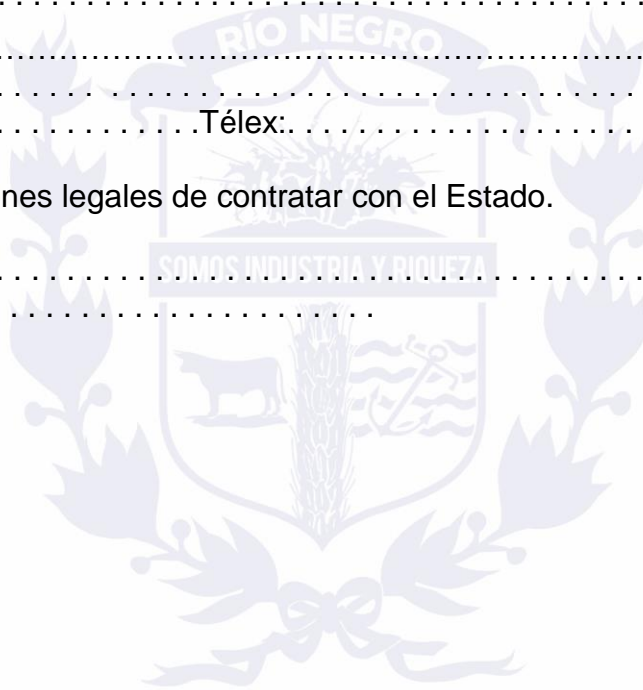 . . . . . . . . . . . . . . . . . . . . . . . . . . . . . . . . . . . . . .
RÍO NEGRO
......................................................................
. . . . . . . . . . . . . . . . . . . . . . . . . . . . . . . . . . .
. . . . . . . . . . . .Télex:. . . . . . . . . . . . . . . . . . . .
nes legales de contratar con el Estado.
SOMOS INDUSTRIA Y RIQUEZA
. . . . . . . . . . . . . . . . . . . . . . . . . . . . . . . . . . . . .
. . . . . . . . . . . . . . . . . . . . .